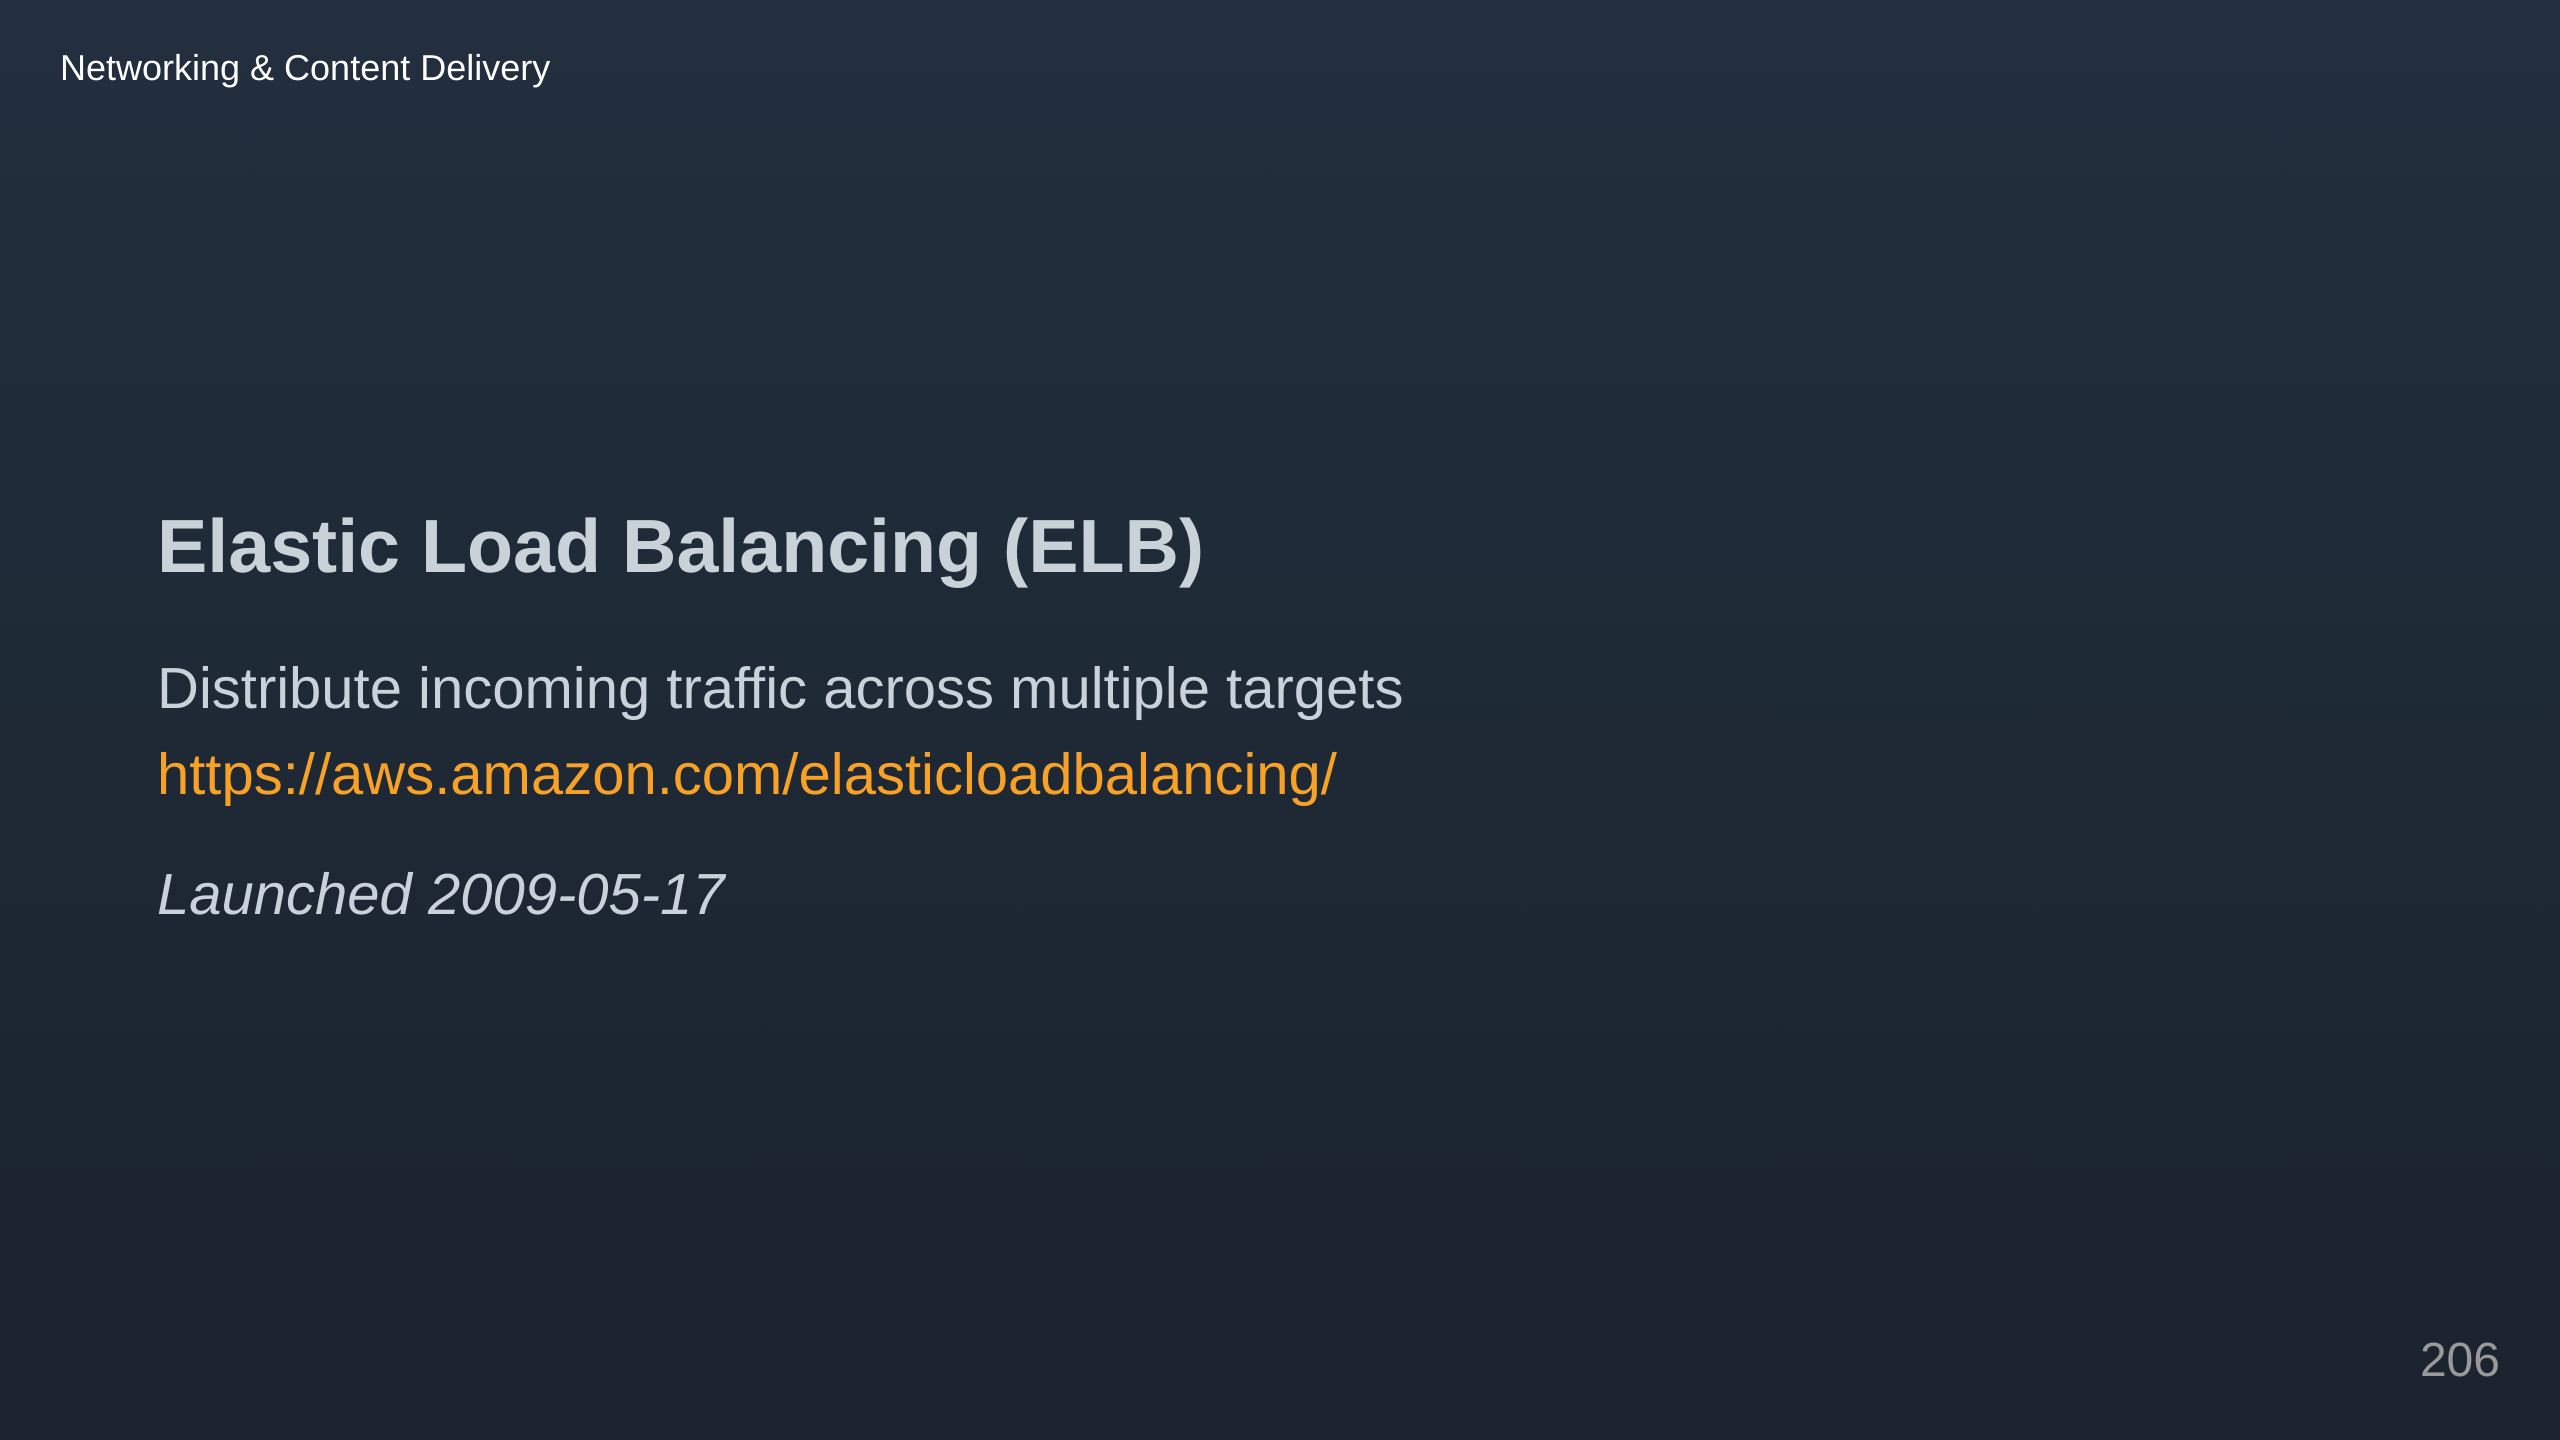 Networking & Content Delivery
Elastic Load Balancing (ELB)
Distribute incoming traffic across multiple targets
https://aws.amazon.com/elasticloadbalancing/
Launched 2009-05-17
206